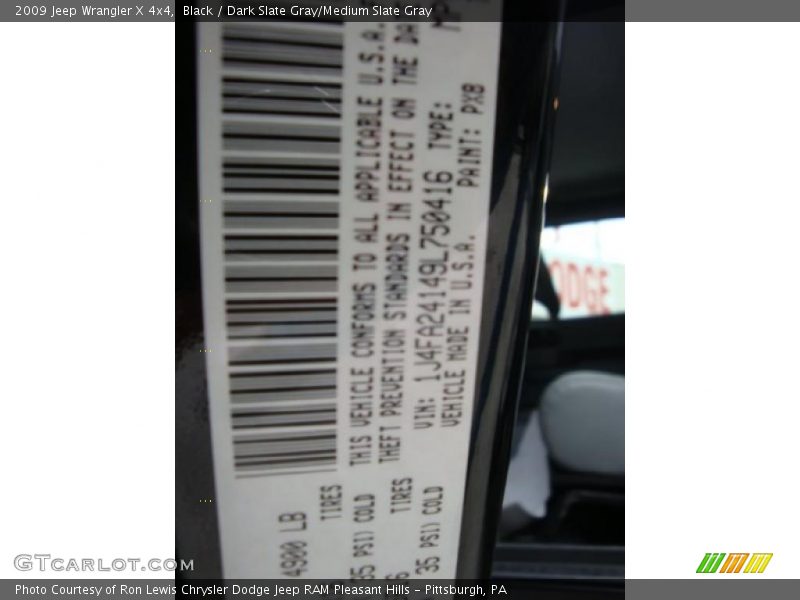 2009 Jeep Wrangler X 4x4, Black / Dark Slate Gray/Medium Slate Gray
4900 LB
TIRES
THIS VEHICLE CONFORMS TO ALL APPLICABLE U.S.A.
35 PSI) COLD
THEFT PREVENTION STANDARDS IN EFFECT ON THE
TIRES
VIN: 1J4FA24149L750416 TYPE:
35 PSI) COLD
VEHICLE MADE IN U.S.A. PAINT: PXB
DODGE
GTCARLOT.COM
Photo Courtesy of Ron Lewis Chrysler Dodge Jeep RAM Pleasant Hills - Pittsburgh, PA